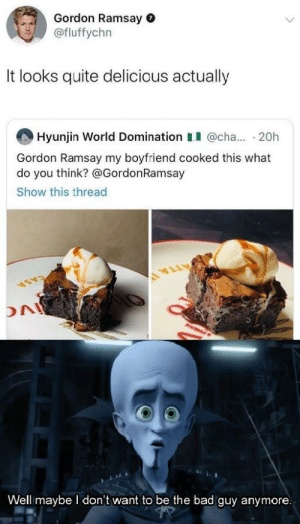 Gordon Ramsay
@fluffychn
It looks quite delicious actually
Hyunjin World Domination @cha... · 20h
Gordon Ramsay my boyfriend cooked this what
do you think? @GordonRamsay
Show this thread
Well maybe I don't want to be the bad guy anymore.